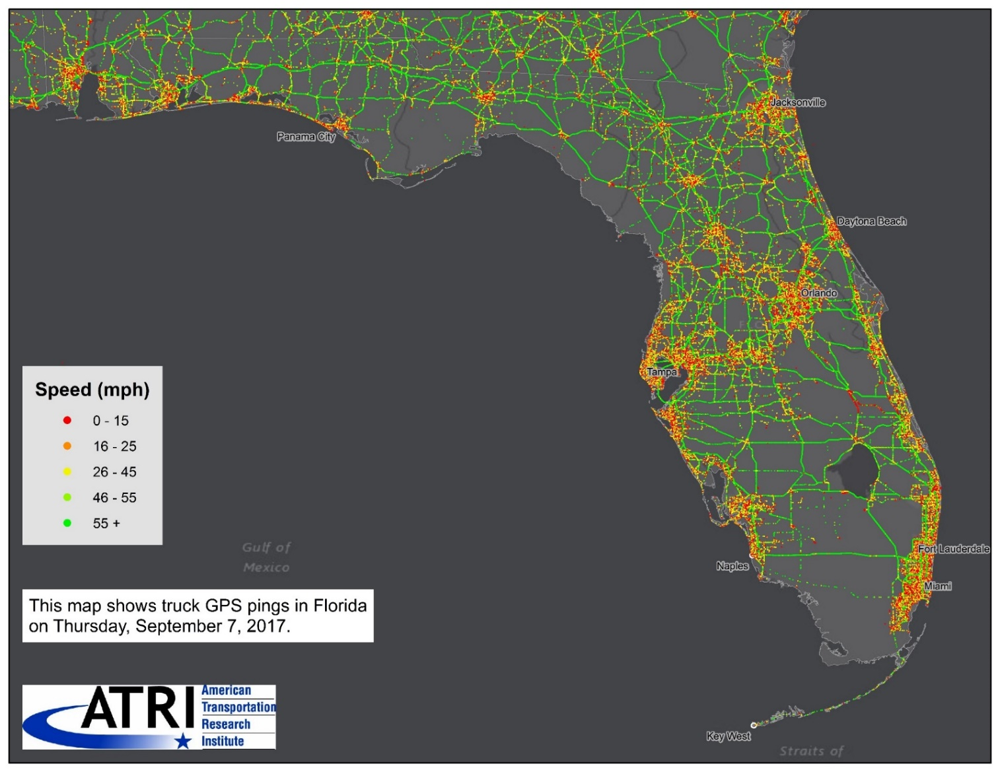 Jacksonville
Panama City
Daytona Beach
Orlando
Tampa
Speed (mph)
0 - 15
16 - 25
26 - 45
46 - 55
55 +
Gulf of
Mexico
Fort Lauderdale
Naples
Miami
This map shows truck GPS pings in Florida
on Thursday, September 7, 2017.
ATRI
American
Transportation
Research
Institute
Key West
Straits of